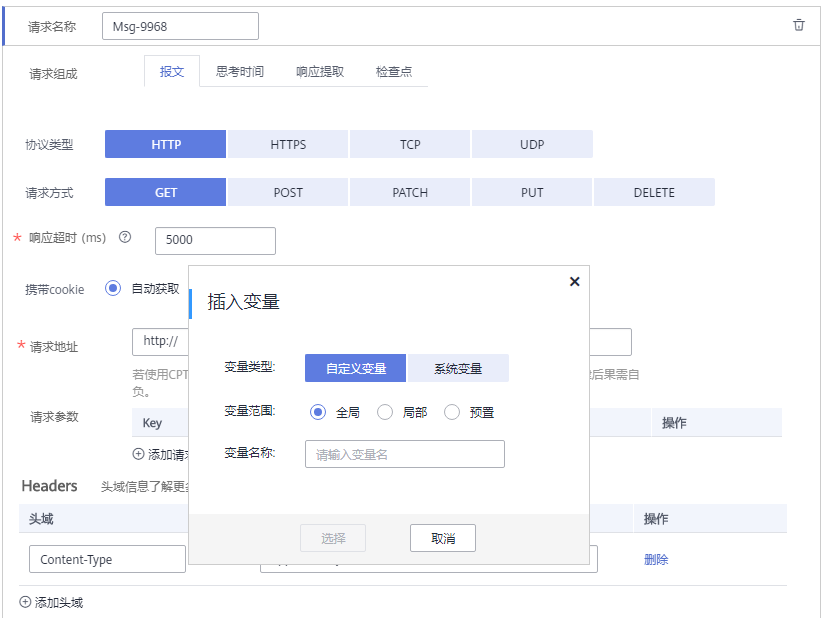 请求名称 Msg-9968
请求组成 报文 思考时间 响应提取 检查点
协议类型 HTTP HTTPS TCP UDP
请求方式 GET POST PATCH PUT DELETE
* 响应超时 (ms) ? 5000
携带cookie 自动获取
插入变量
* 请求地址 http://
变量类型: 自定义变量 系统变量
若使用CPT 后果需自
负。
变量范围: 全局 局部 预置
请求参数 Key 操作
变量名称: 请输入变量名
添加请求
Headers 头域信息了解更多
头域 操作
选择 取消
Content-Type 删除
添加头域